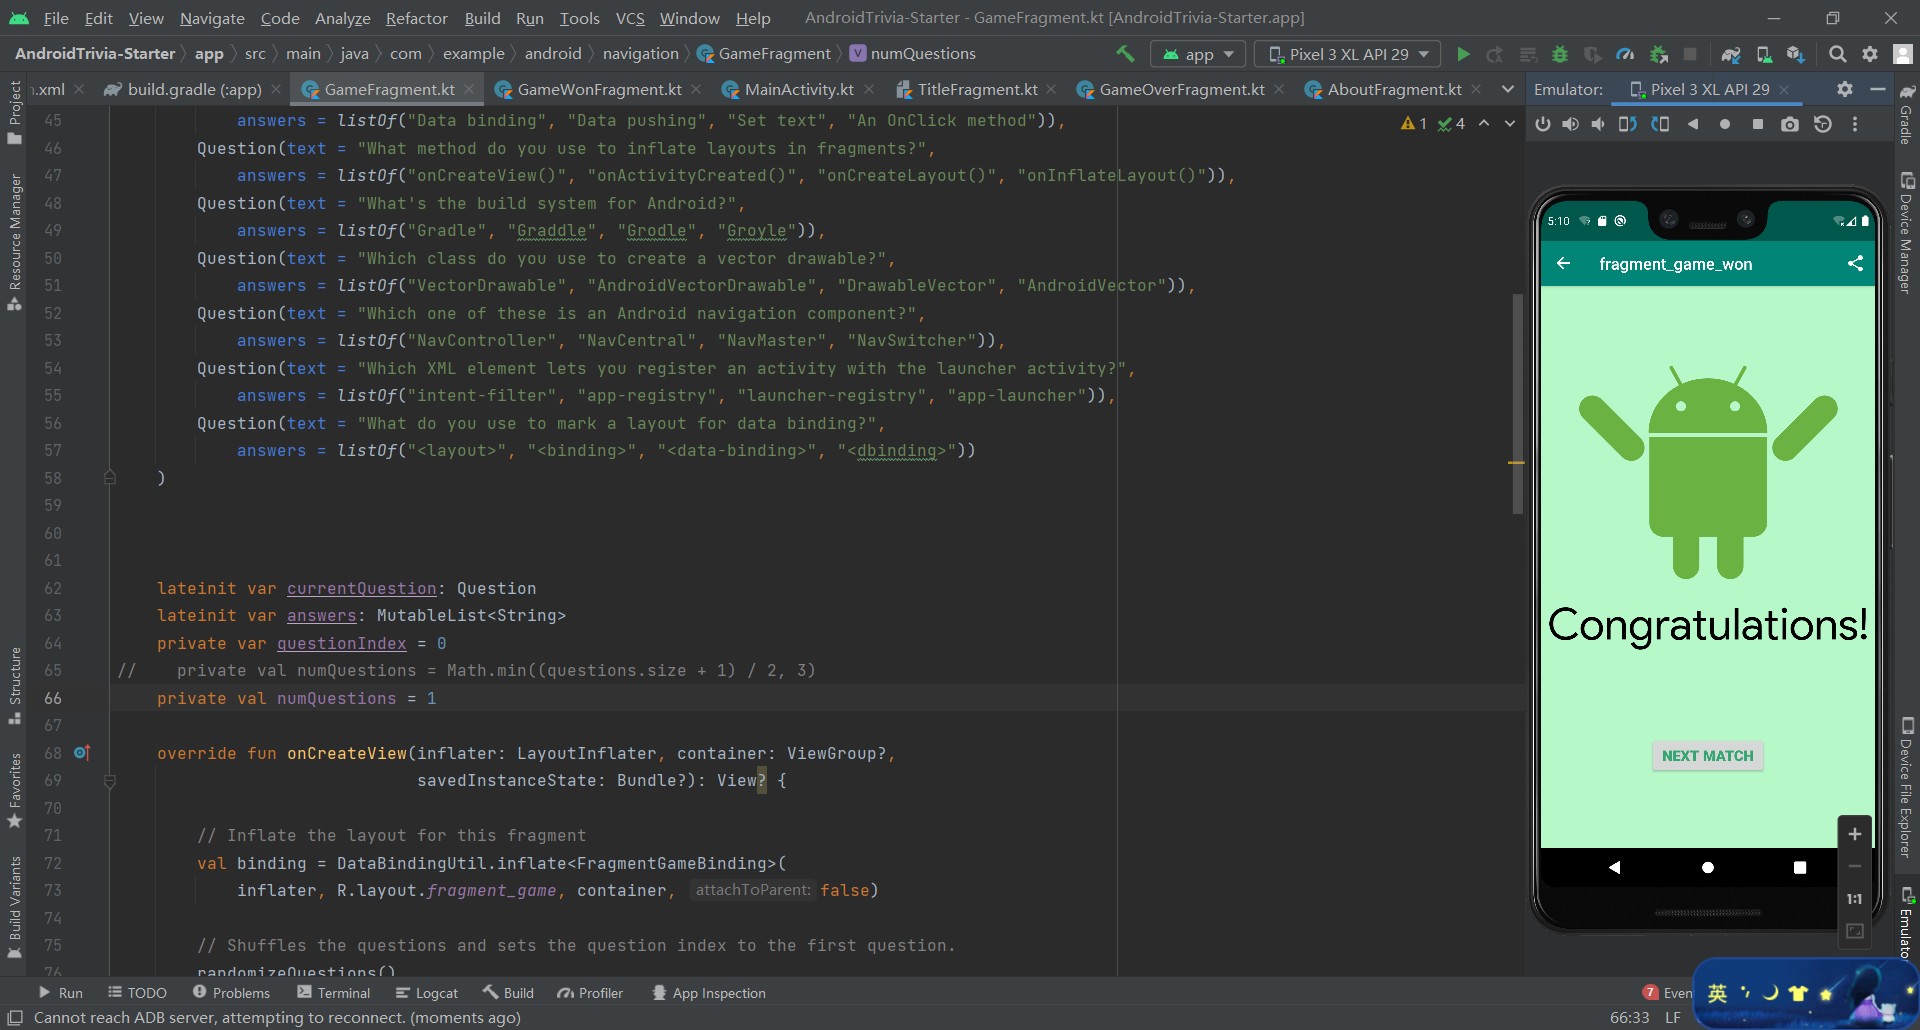 File Edit View Navigate Code Analyze Refactor Build Run Tools VCS Window Help AndroidTrivia-Starter - GameFragment.kt [AndroidTrivia-Starter.app]
AndroidTrivia-Starter app src main java com example android navigation GameFragment V numQuestions app Pixel 3 XL API 29
.xml build.gradle (:app) GameFragment.kt GameWonFragment.kt MainActivity.kt TitleFragment.kt GameOverFragment.kt AboutFragment.kt Emulator: Pixel 3 XL API 29
45 answers = listOf("Data binding", "Data pushing", "Set text", "An OnClick method")),
1 4
46 Question(text = "What method do you use to inflate layouts in fragments?",
47 answers = listOf("onCreateView()", "onActivityCreated()", "onCreateLayout()", "onInflateLayout()")),
48 Question(text = "What's the build system for Android?",
49 answers = listOf("Gradle", "Graddle", "Grodle", "Groyle")),
50 Question(text = "Which class do you use to create a vector drawable?",
51 answers = listOf("VectorDrawable", "AndroidVectorDrawable", "DrawableVector", "AndroidVector")),
52 Question(text = "Which one of these is an Android navigation component?",
53 answers = listOf("NavController", "NavCentral", "NavMaster", "NavSwitcher")),
54 Question(text = "Which XML element lets you register an activity with the launcher activity?",
55 answers = listOf("intent-filter", "app-registry", "launcher-registry", "app-launcher")),
56 Question(text = "What do you use to mark a layout for data binding?",
57 answers = listOf("<layout>", "<binding>", "<data-binding>", "<dbinding>"))
58 )
59
60
61
62 lateinit var currentQuestion: Question
63 lateinit var answers: MutableList<String>
64 private var questionIndex = 0
65 // private val numQuestions = Math.min((questions.size + 1) / 2, 3)
66 private val numQuestions = 1
67
68 override fun onCreateView(inflater: LayoutInflater, container: ViewGroup?,
69 savedInstanceState: Bundle?): View? {
70
71 // Inflate the layout for this fragment
72 val binding = DataBindingUtil.inflate<FragmentGameBinding>(
73 inflater, R.layout.fragment_game, container, attachToParent: false)
74
75 // Shuffles the questions and sets the question index to the first question.
76 randomizeQuestions()
Project
Resource Manager
Structure
Favorites
Build Variants
5:10
fragment_game_won
Congratulations!
NEXT MATCH
1:1
Gradle
Device Manager
Device File Explorer
Emulator
Run TODO Problems Terminal Logcat Build Profiler App Inspection 7 Even
英
Cannot reach ADB server, attempting to reconnect. (moments ago) 66:33 LF